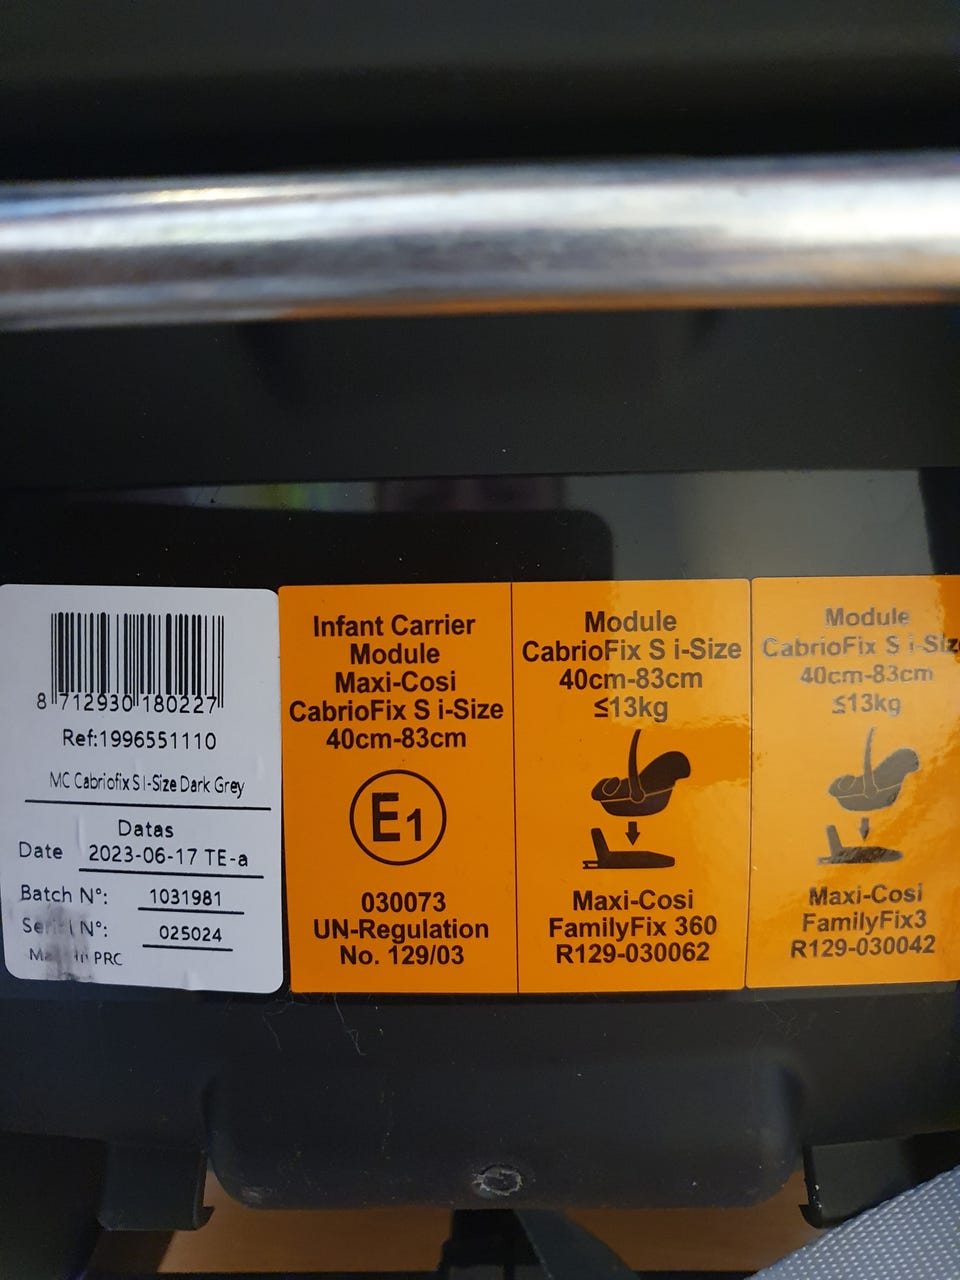 8 712930 180227
Ref:1996551110
MC Cabriofix S I-Size Dark Grey
Datas
Date 2023-06-17 TE-a
Batch N°: 1031981
N°: 025024
PRC
Infant Carrier
Module
Maxi-Cosi
CabrioFix S i-Size
40cm-83cm
E1
030073
UN-Regulation
No. 129/03
Module
CabrioFix S i-Size
40cm-83cm
≤13kg
Maxi-Cosi
FamilyFix 360
R129-030062
Module
CabrioFix S i-Siz
40cm-83cm
≤13kg
Maxi-Cosi
FamilyFix3
R129-030042